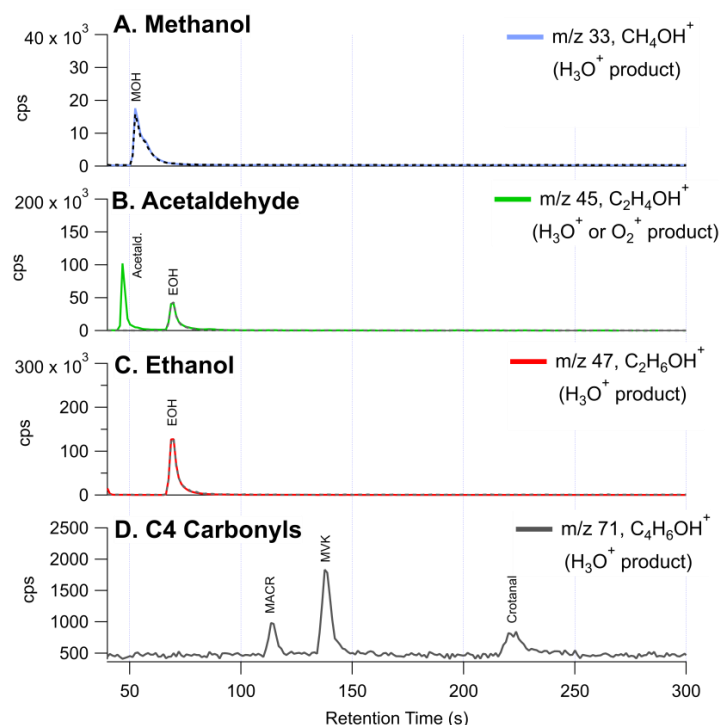 A. Methanol
m/z 33, CH₄OH⁺
(H₃O⁺ product)
40 x 10³
30
20
10
0
cps
MOH
B. Acetaldehyde
m/z 45, C₂H₄OH⁺
(H₃O⁺ or O₂⁺ product)
200 x 10³
150
100
50
0
cps
Acetald.
EOH
C. Ethanol
m/z 47, C₂H₆OH⁺
(H₃O⁺ product)
300 x 10³
200
100
0
cps
EOH
D. C4 Carbonyls
m/z 71, C₄H₆OH⁺
(H₃O⁺ product)
2500
2000
1500
1000
500
cps
MACR
MVK
Crotanal
50 100 150 200 250 300
Retention Time (s)